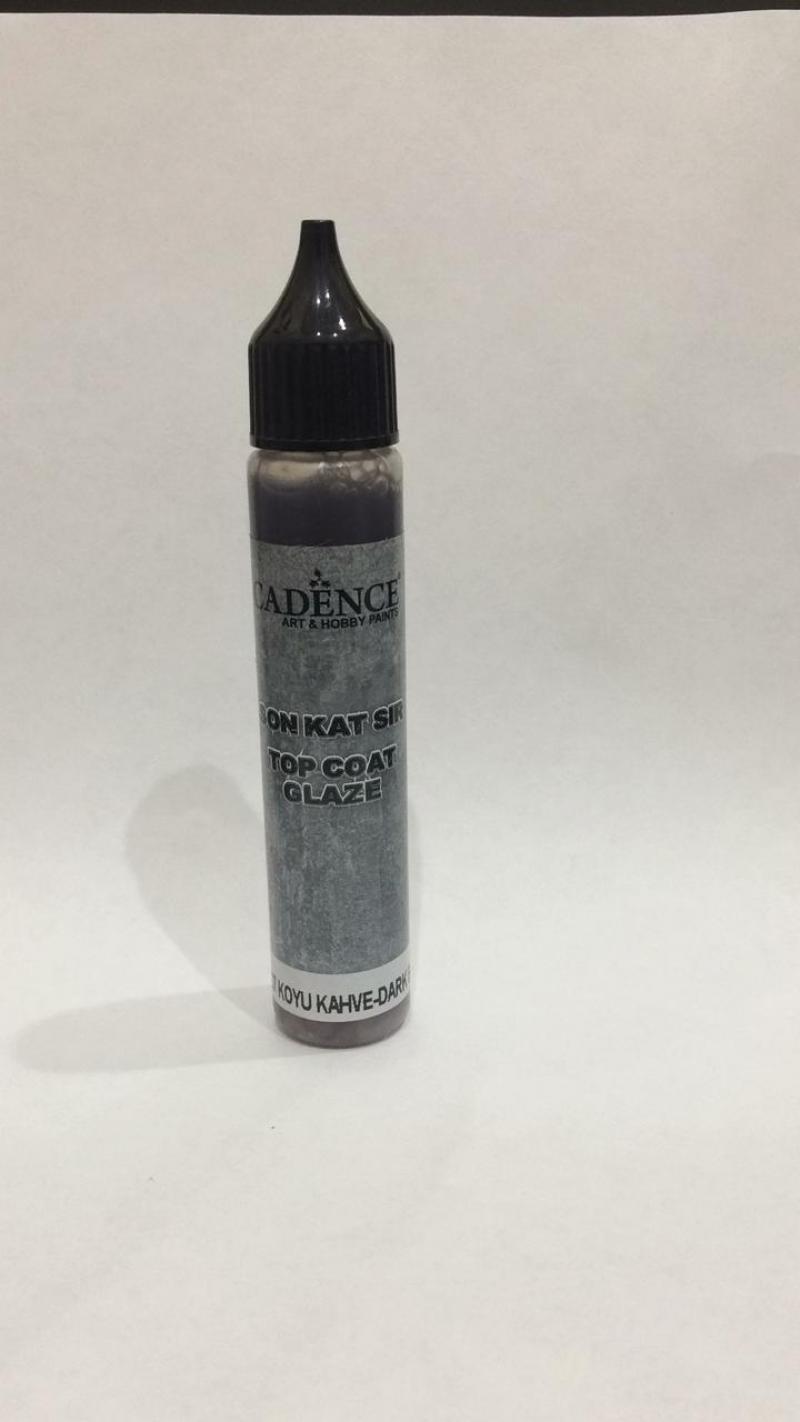 CADENCE
ART & HOBBY PAINTS
SON KAT SIR
TOP COAT
GLAZE
KOYU KAHVE-DARK